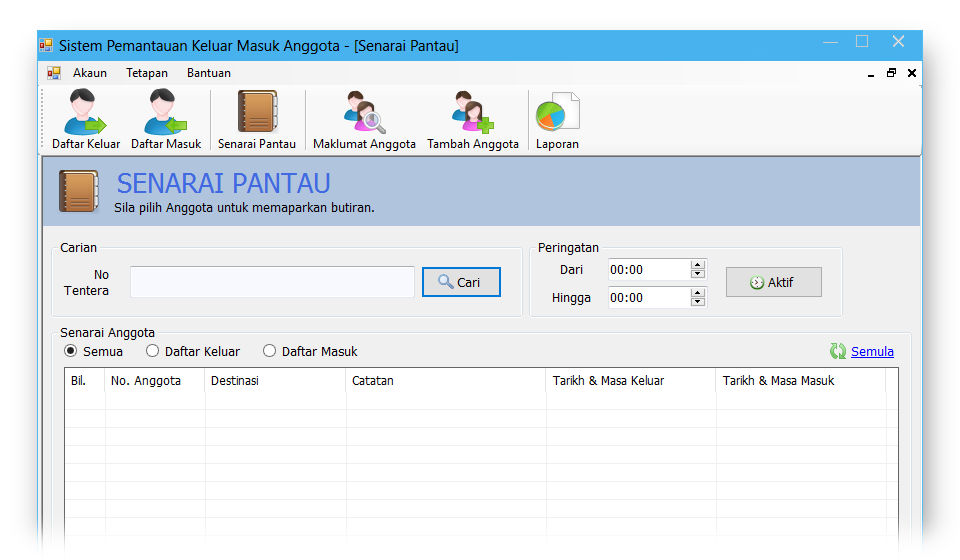 Sistem Pemantauan Keluar Masuk Anggota - [Senarai Pantau]
Akaun Tetapan Bantuan
Daftar Keluar Daftar Masuk Senarai Pantau Maklumat Anggota Tambah Anggota Laporan
SENARAI PANTAU
Sila pilih Anggota untuk memaparkan butiran.
Carian
No
Tentera
Cari
Peringatan
Dari 00:00
Hingga 00:00
Aktif
Senarai Anggota
Semua Daftar Keluar Daftar Masuk Semula
Bil. No. Anggota Destinasi Catatan Tarikh & Masa Keluar Tarikh & Masa Masuk